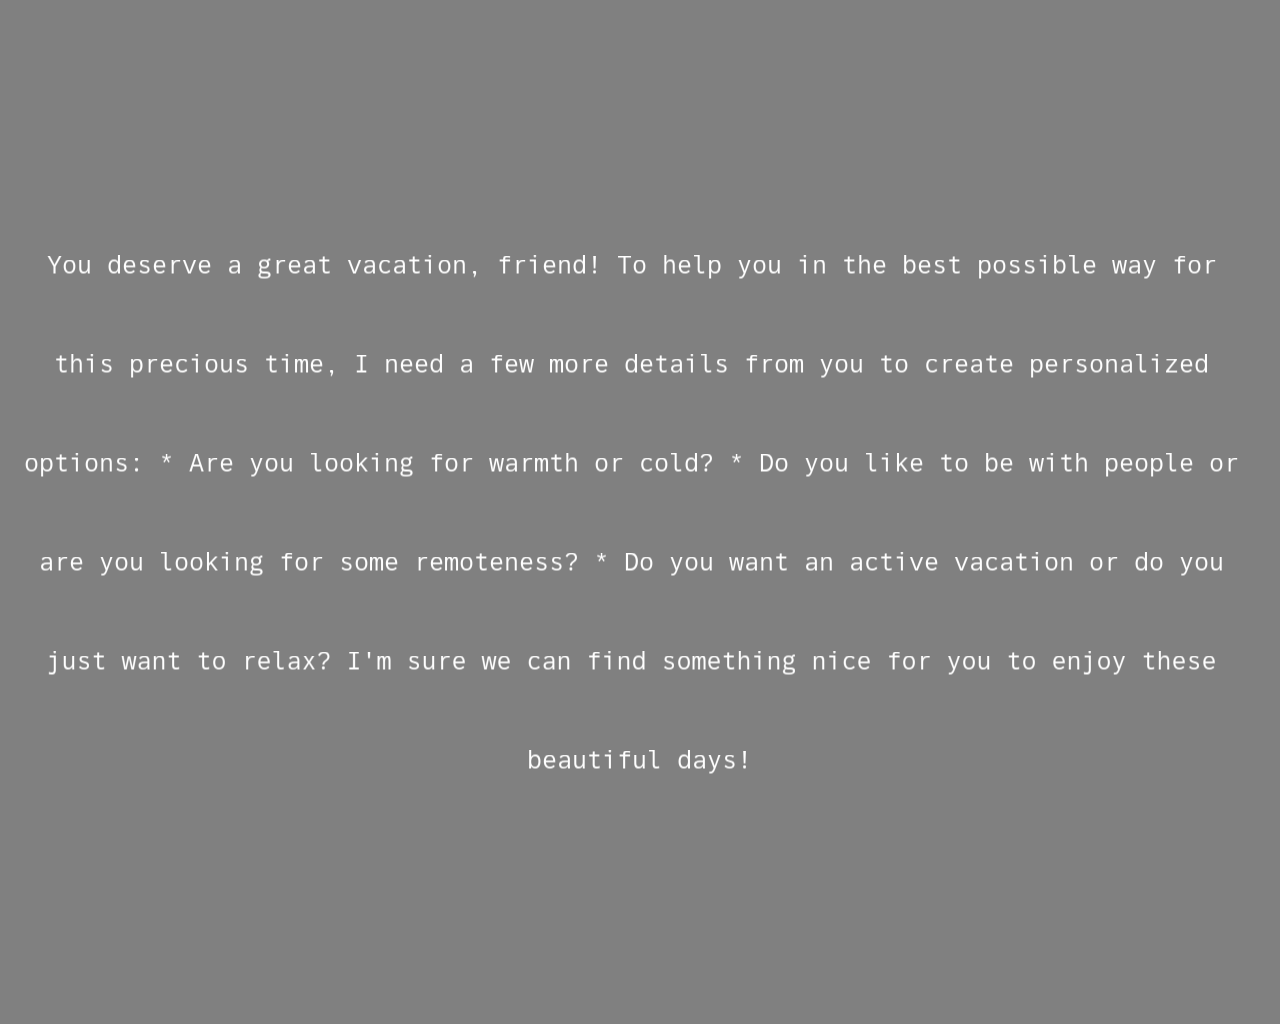 You deserve a great vacation, friend! To help you in the best possible way for
this precious time, I need a few more details from you to create personalized
options: * Are you looking for warmth or cold? * Do you like to be with people or
are you looking for some remoteness? * Do you want an active vacation or do you
just want to relax? I'm sure we can find something nice for you to enjoy these
beautiful days!